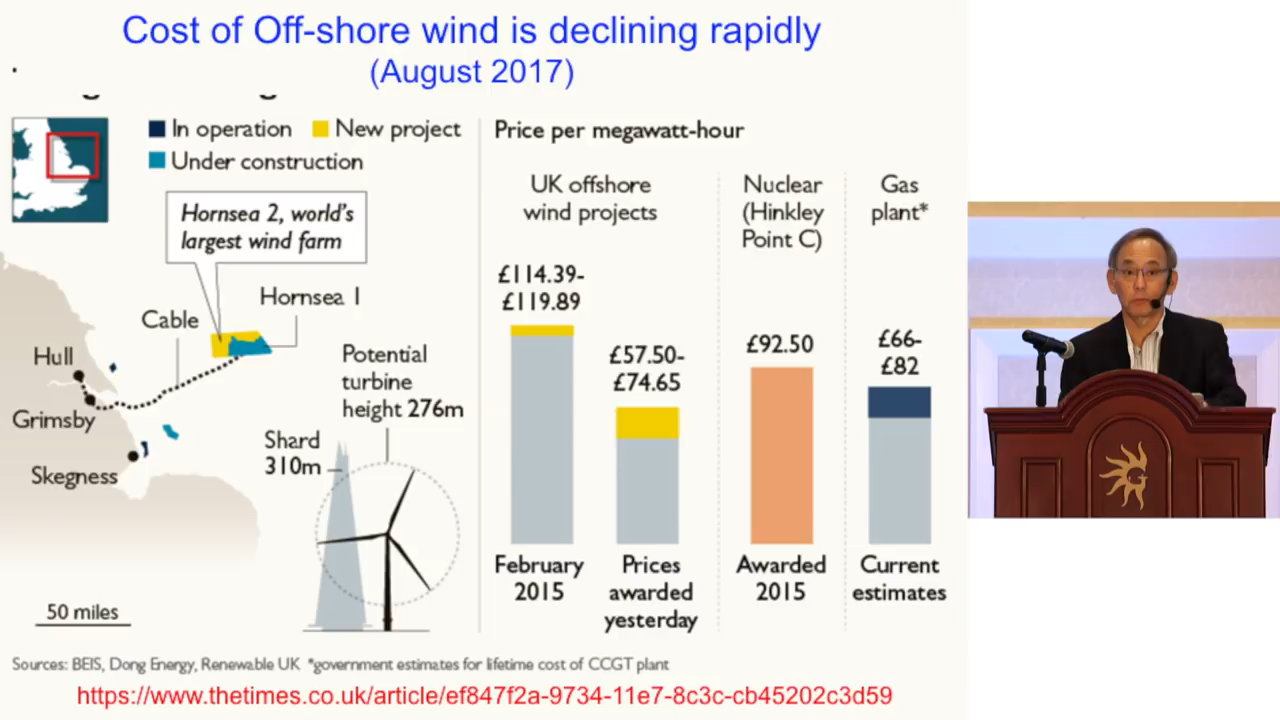 Cost of Off-shore wind is declining rapidly
(August 2017)
In operation
New project
Under construction
Hornsea 2, world's
largest wind farm
Hornsea 1
Cable
Hull
Grimsby
Skegness
Potential
turbine
height 276m
Shard
310m
50 miles
Price per megawatt-hour
UK offshore
wind projects
£114.39-
£119.89
February
2015
£57.50-
£74.65
Prices
awarded
yesterday
Nuclear
(Hinkley
Point C)
£92.50
Awarded
2015
Gas
plant*
£66-
£82
Current
estimates
Sources: BEIS, Dong Energy, Renewable UK *government estimates for lifetime cost of CCGT plant
https://www.thetimes.co.uk/article/ef847f2a-9734-11e7-8c3c-cb45202c3d59